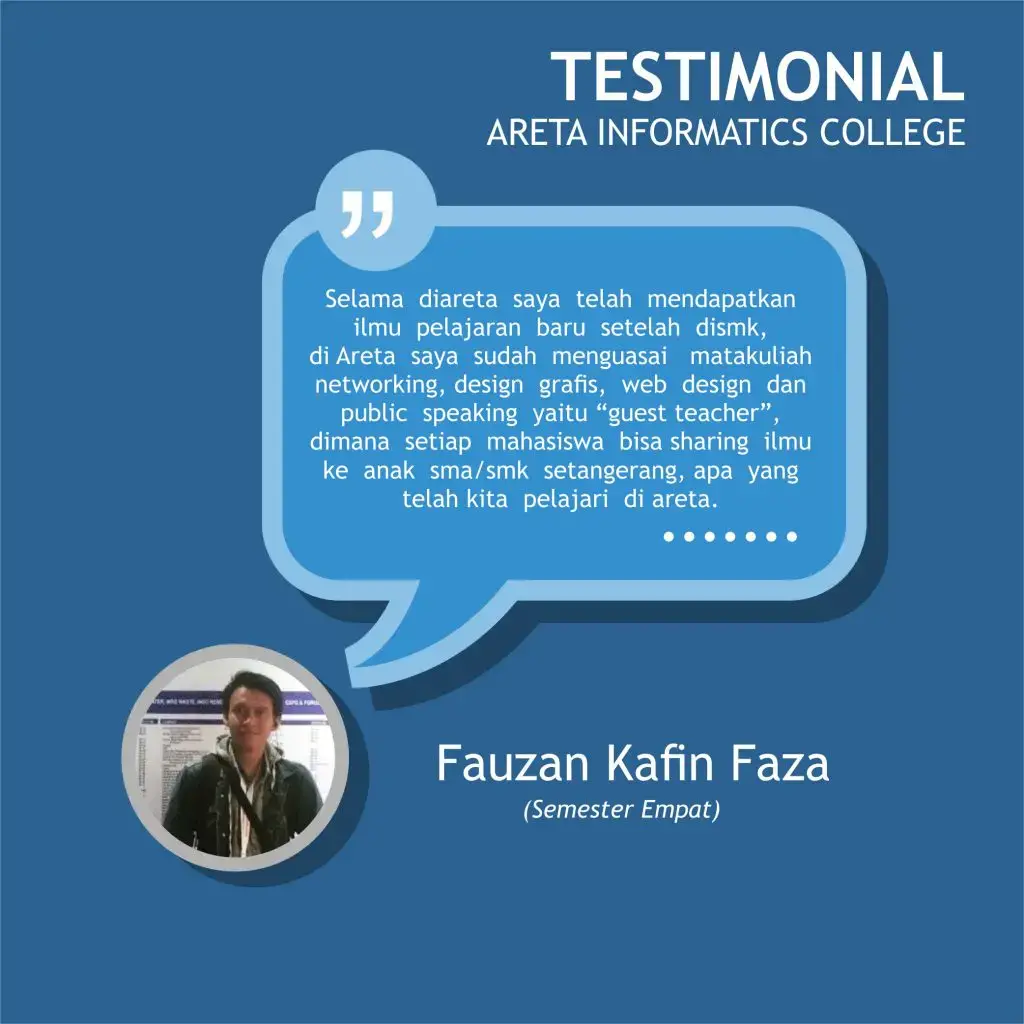 TESTIMONIAL
ARETA INFORMATICS COLLEGE
Selama diareta saya telah mendapatkan
ilmu pelajaran baru setelah dismk,
di Areta saya sudah menguasai matakuliah
networking, design grafis, web design dan
public speaking yaitu “guest teacher”,
dimana setiap mahasiswa bisa sharing ilmu
ke anak sma/smk setangerang, apa yang
telah kita pelajari di areta.
Fauzan Kafin Faza
(Semester Empat)